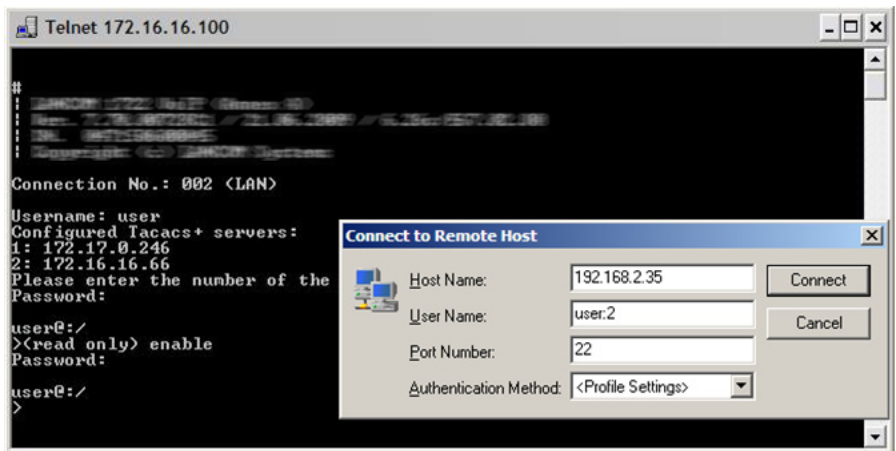 Telnet 172.16.16.100
#
Connection No.: 002 (LAN)
Username: user
Configured Tacacs+ servers:
1: 172.17.0.246
2: 172.16.16.66
Please enter the number of the
Password:
user@:/
>(read only) enable
Password:
user@:/
>
Connect to Remote Host
Host Name: 192.168.2.35
Connect
User Name: user:2
Cancel
Port Number: 22
Authentication Method: <Profile Settings>